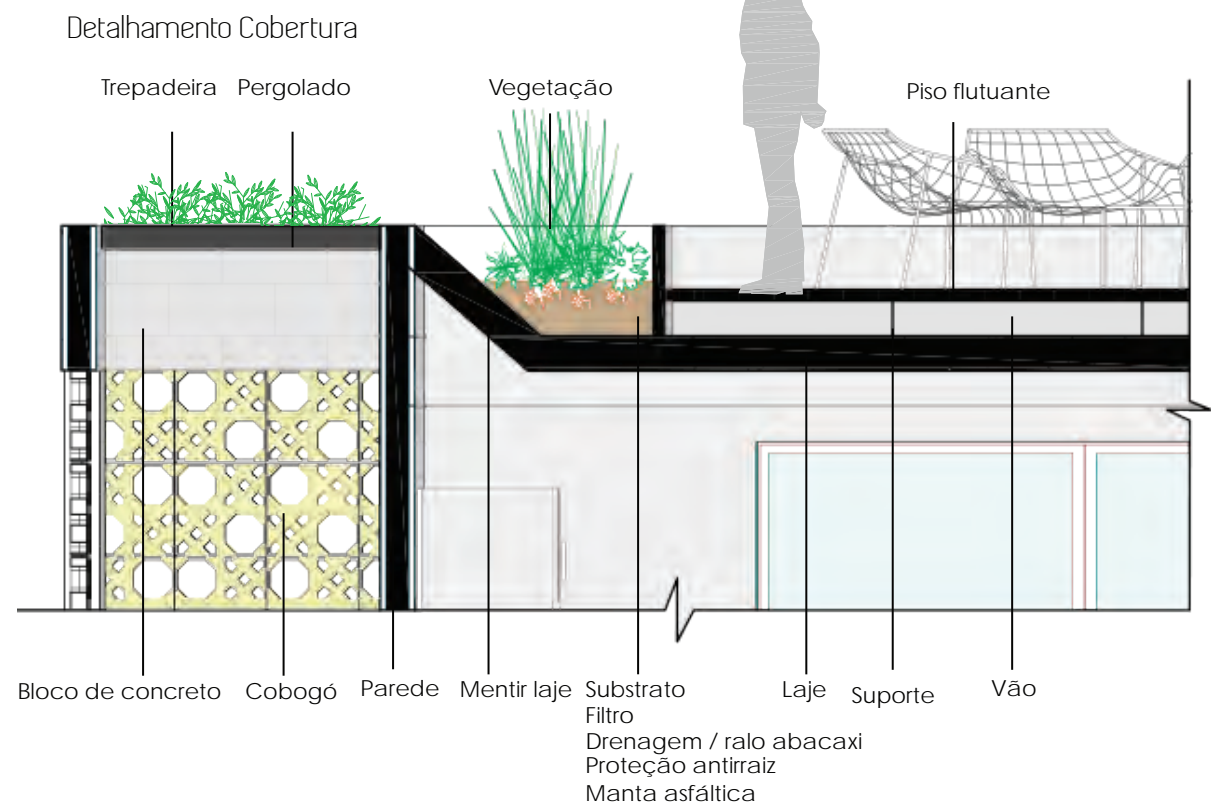 Detalhamento Cobertura
Trepadeira
Pergolado
Vegetação
Piso flutuante
Bloco de concreto
Cobogó
Parede
Mentir laje
Substrato
Filtro
Drenagem / ralo abacaxi
Proteção antirraiz
Manta asfáltica
Laje
Suporte
Vão